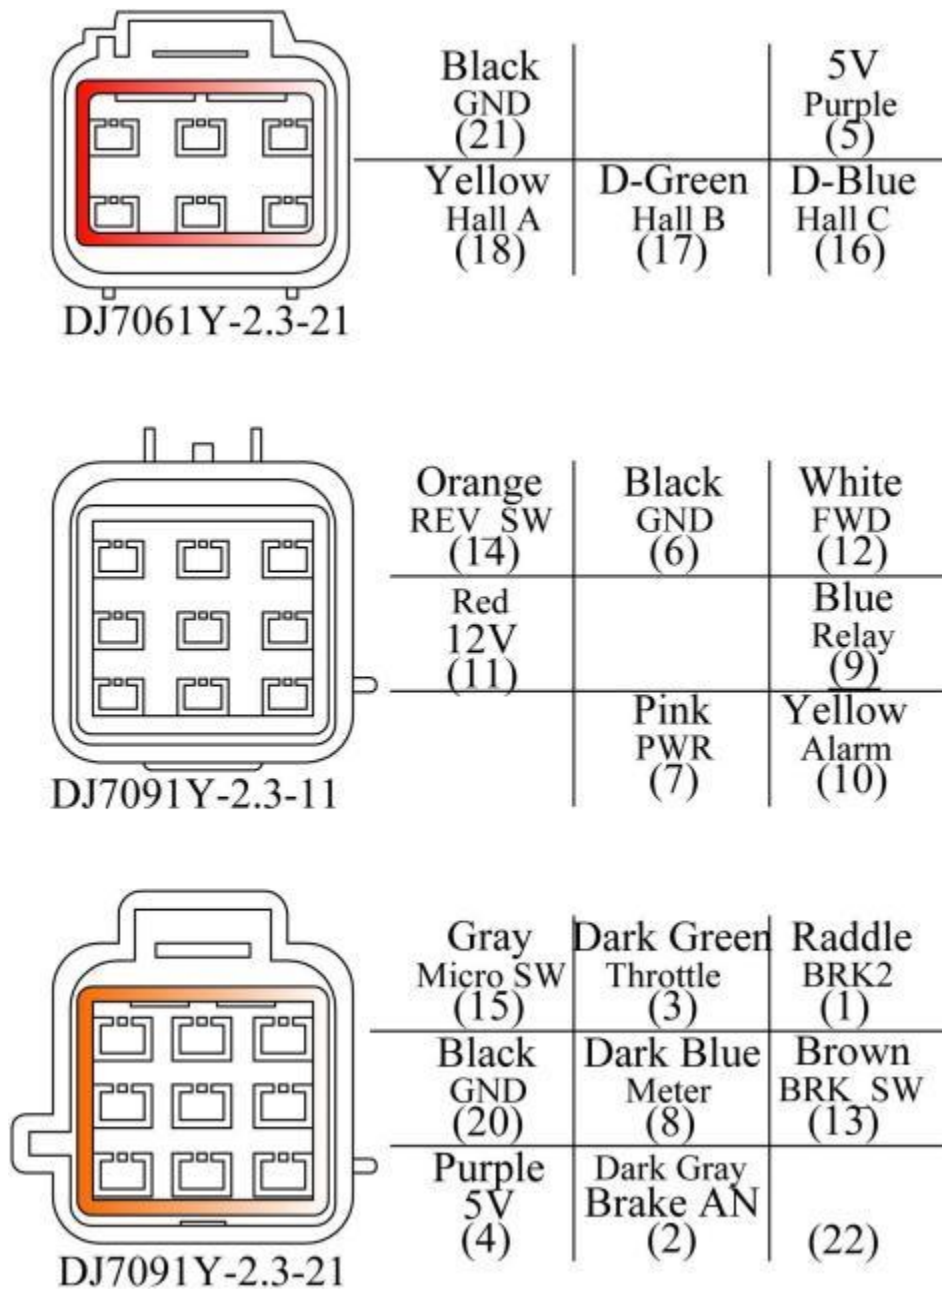 Black 5V
GND Purple
(21) (5)
Yellow D-Green D-Blue
Hall A Hall B Hall C
(18) (17) (16)
DJ7061Y-2.3-21
Orange Black White
REV_SW GND FWD
(14) (6) (12)
Red Blue
12V Relay
(11) (9)
Pink Yellow
PWR Alarm
(7) (10)
DJ7091Y-2.3-11
Gray Dark Green Raddle
Micro SW Throttle BRK2
(15) (3) (1)
Black Dark Blue Brown
GND Meter BRK_SW
(20) (8) (13)
Purple Dark Gray
5V Brake AN
(4) (2) (22)
DJ7091Y-2.3-21